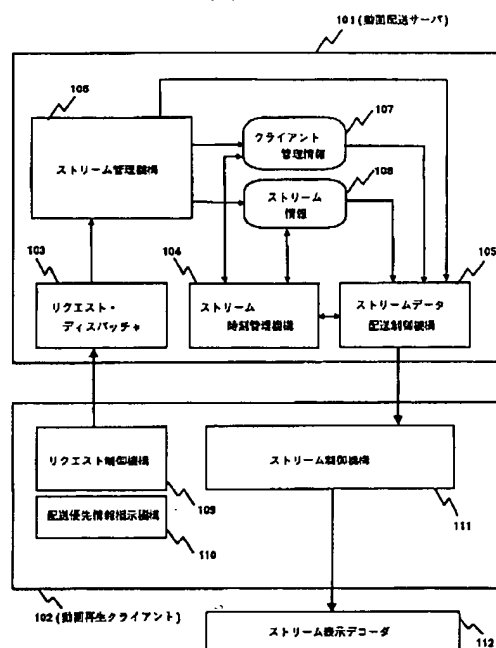 101(動画配送サーバ)
106
ストリーム管理機構
107
クライアント
管理情報
108
ストリーム
情報
103
リクエスト・
ディスパッチャ
104
ストリーム
時刻管理機構
105
ストリームデータ
配送制御機構
リクエスト制御機構
109
配送優先情報指示機構
110
ストリーム制御機構
111
102(動画再生クライアント)
ストリーム表示デコーダ
112